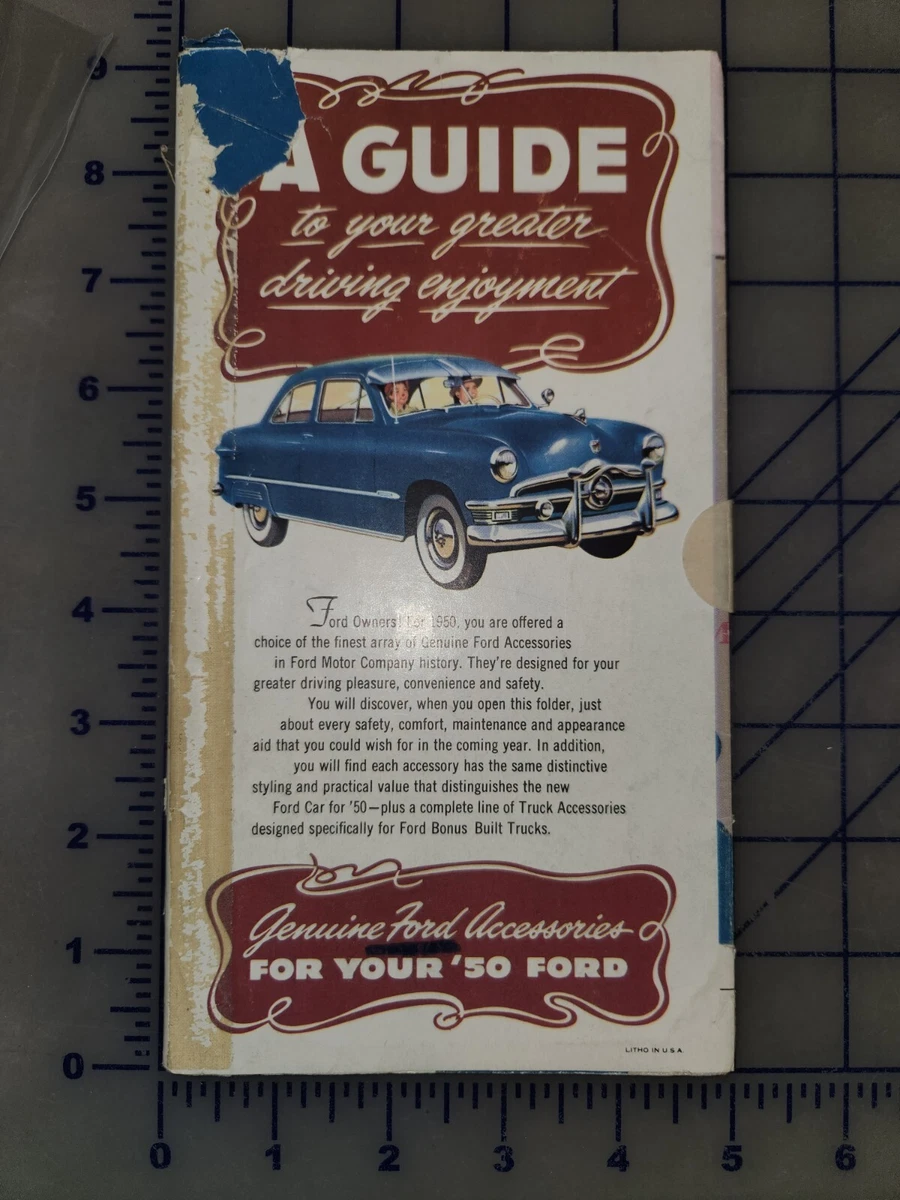 A GUIDE
to your greater
driving enjoyment
Ford Owners! For 1950, you are offered a
choice of the finest array of Genuine Ford Accessories
in Ford Motor Company history. They're designed for your
greater driving pleasure, convenience and safety.
You will discover, when you open this folder, just
about every safety, comfort, maintenance and appearance
aid that you could wish for in the coming year. In addition,
you will find each accessory has the same distinctive
styling and practical value that distinguishes the new
Ford Car for '50—plus a complete line of Truck Accessories
designed specifically for Ford Bonus Built Trucks.
Genuine Ford Accessories
FOR YOUR '50 FORD
LITHO IN U.S.A.
9
8
7
6
5
4
3
2
1
0
0 1 2 3 4 5 6